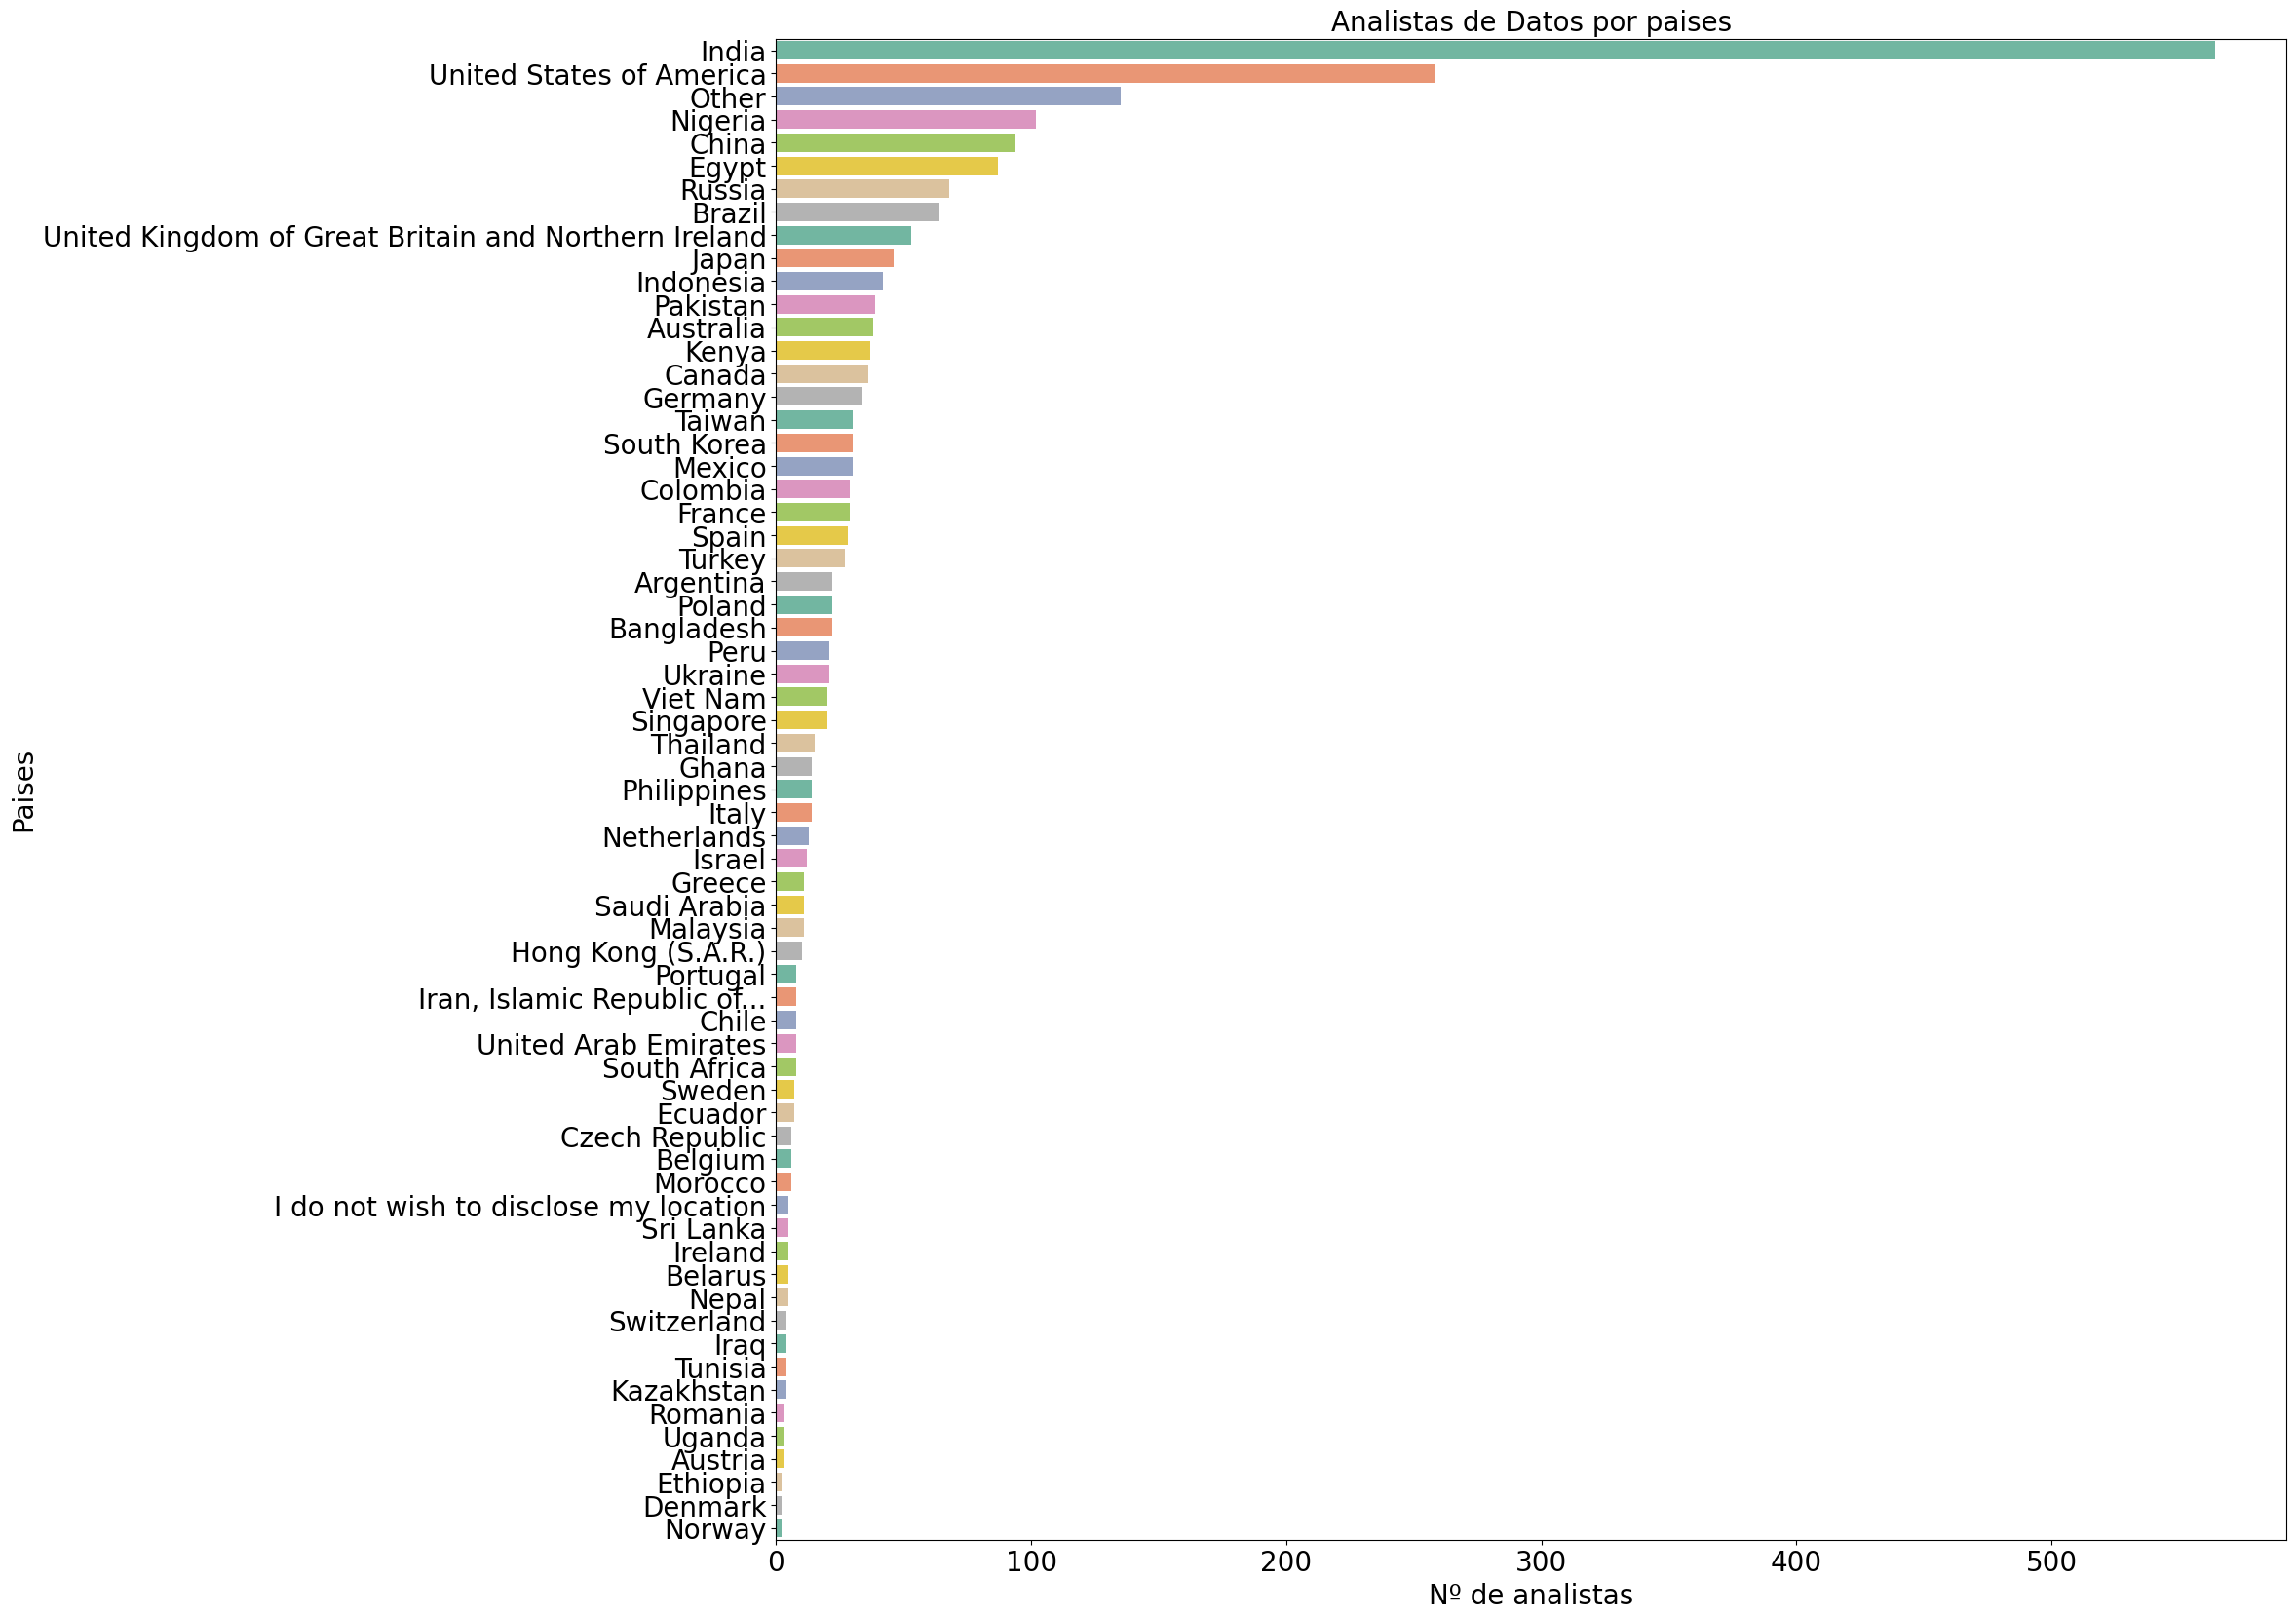 Analistas de Datos por paises
India
United States of America
Other
Nigeria
China
Egypt
Russia
Brazil
United Kingdom of Great Britain and Northern Ireland
Japan
Indonesia
Pakistan
Australia
Kenya
Canada
Germany
Taiwan
South Korea
Mexico
Colombia
France
Spain
Turkey
Argentina
Poland
Bangladesh
Peru
Ukraine
Viet Nam
Singapore
Thailand
Ghana
Philippines
Italy
Netherlands
Israel
Greece
Saudi Arabia
Malaysia
Hong Kong (S.A.R.)
Portugal
Iran, Islamic Republic of...
Chile
United Arab Emirates
South Africa
Sweden
Ecuador
Czech Republic
Belgium
Morocco
I do not wish to disclose my location
Sri Lanka
Ireland
Belarus
Nepal
Switzerland
Iraq
Tunisia
Kazakhstan
Romania
Uganda
Austria
Ethiopia
Denmark
Norway
Paises
0 100 200 300 400 500
Nº de analistas